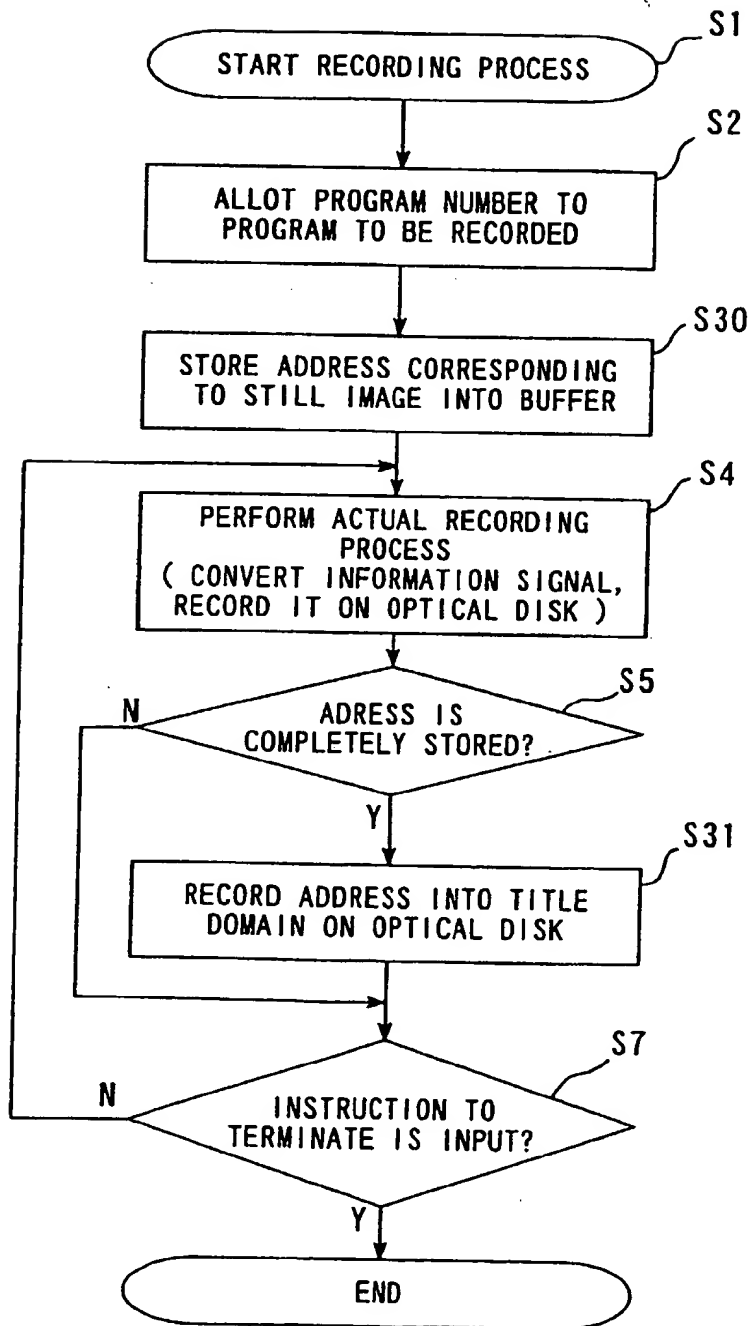 S1
START RECORDING PROCESS
S2
ALLOT PROGRAM NUMBER TO
PROGRAM TO BE RECORDED
S30
STORE ADDRESS CORRESPONDING
TO STILL IMAGE INTO BUFFER
S4
PERFORM ACTUAL RECORDING
PROCESS
( CONVERT INFORMATION SIGNAL,
RECORD IT ON OPTICAL DISK )
S5
N
ADRESS IS
COMPLETELY STORED?
Y
S31
RECORD ADDRESS INTO TITLE
DOMAIN ON OPTICAL DISK
S7
N
INSTRUCTION TO
TERMINATE IS INPUT?
Y
END